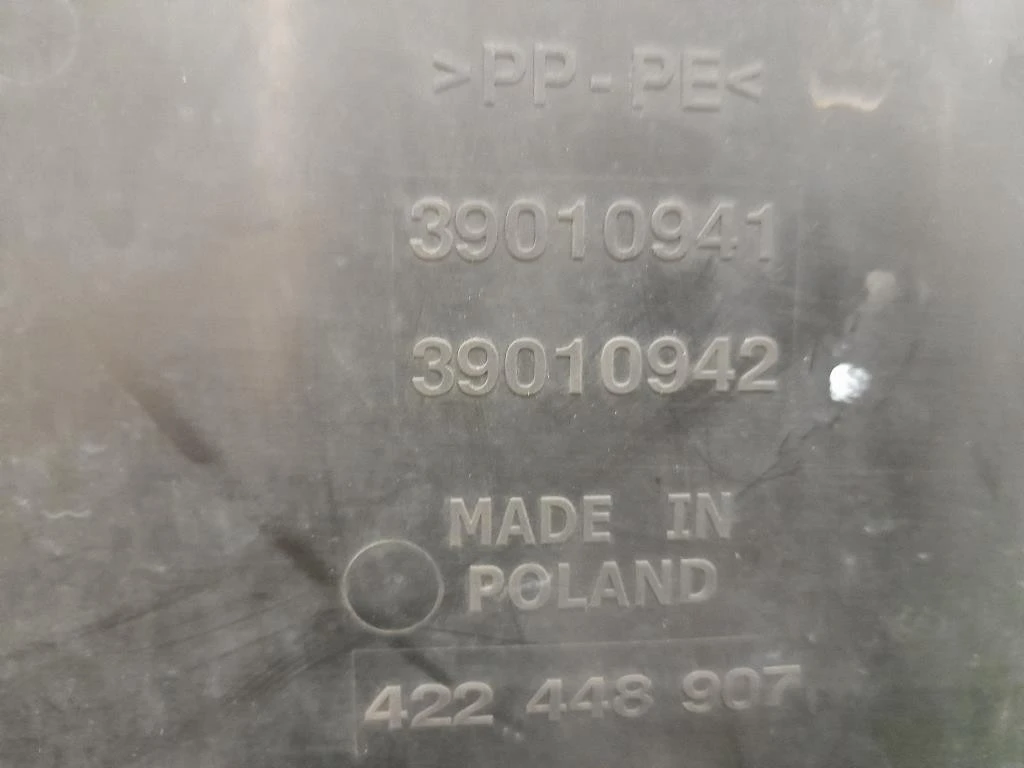 >PP-PE<
39010941
39010942
MADE IN
POLAND
422 448 907